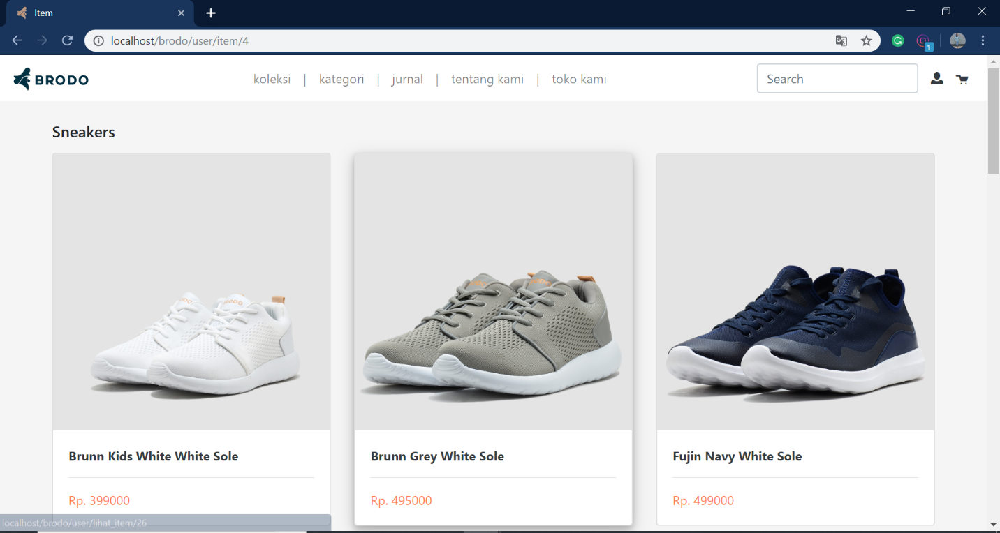 Item
localhost/brodo/user/item/4
1
BRODO
koleksi | kategori | jurnal | tentang kami | toko kami
Search
Sneakers
Brunn Kids White White Sole
Rp. 399000
Brunn Grey White Sole
Rp. 495000
Fujin Navy White Sole
Rp. 499000
localhost/brodo/user/lihat_item/26